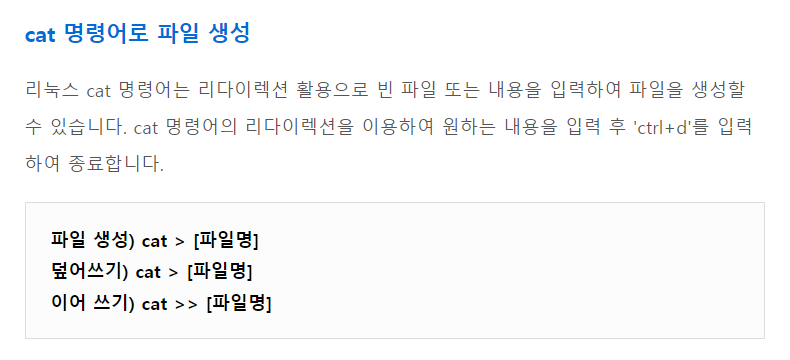 cat 명령어로 파일 생성
리눅스 cat 명령어는 리다이렉션 활용으로 빈 파일 또는 내용을 입력하여 파일을 생성할
수 있습니다. cat 명령어의 리다이렉션을 이용하여 원하는 내용을 입력 후 'ctrl+d'를 입력
하여 종료합니다.
파일 생성) cat > [파일명]
덮어쓰기) cat > [파일명]
이어 쓰기) cat >> [파일명]